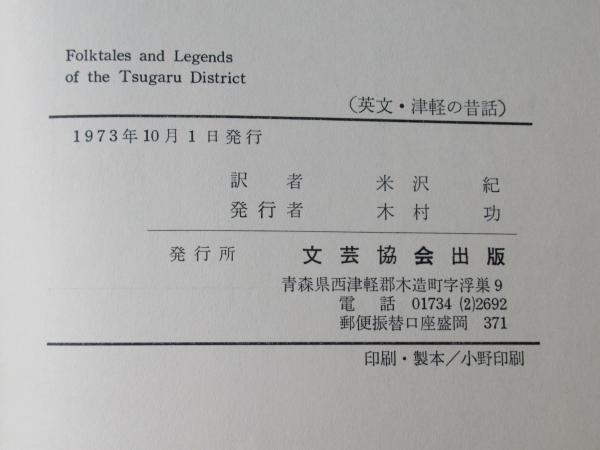 Folktales and Legends
of the Tsugaru District
(英文・津軽の昔話)
1973年10月1日発行
訳者 米沢 紀
発行者 木村 功
発行所 文芸協会出版
青森県西津軽郡木造町字浮巣9
電話 01734 (2)2692
郵便振替口座盛岡 371
印刷・製本/小野印刷